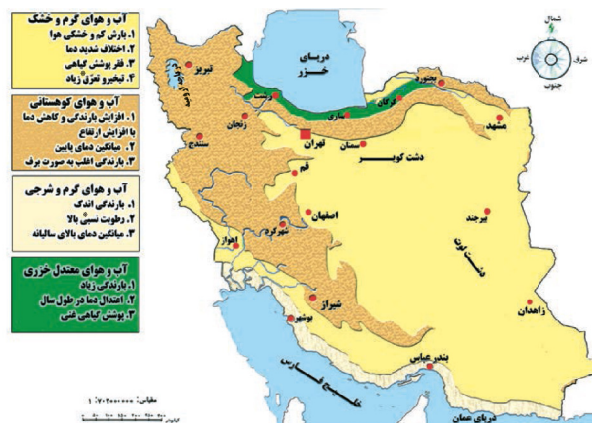 آب و هوای گرم و خشک
۱. بارش کم و خشکی هوا
۲. اختلاف شدید دما
۳. فقر پوشش گیاهی
۴. تبخیر و تعرق زیاد
آب و هوای کوهستانی
۱. افزایش بارندگی و کاهش دما
با افزایش ارتفاع
۲. میانگین دمای پایین
۳. بارندگی اغلب به صورت برف
آب و هوای گرم و شرجی
۱. بارندگی اندک
۲. رطوبت نسبی بالا
۳. میانگین دمای بالای سالیانه
آب و هوای معتدل خزری
۱. بارندگی زیاد
۲. اعتدال دما در طول سال
۳. پوشش گیاهی غنی
شمال
شرق
غرب
جنوب
دریای
خزر
تبریز
رشت
زنجان
سنندج
ساری
گرگان
بجنورد
مشهد
تهران
سمنان
دشت کویر
قم
اصفهان
شهرکرد
اهواز
بیرجند
دشت لوت
زاهدان
شیراز
بوشهر
بندر عباس
خلیج فارس
دریای عمان
مقیاس: